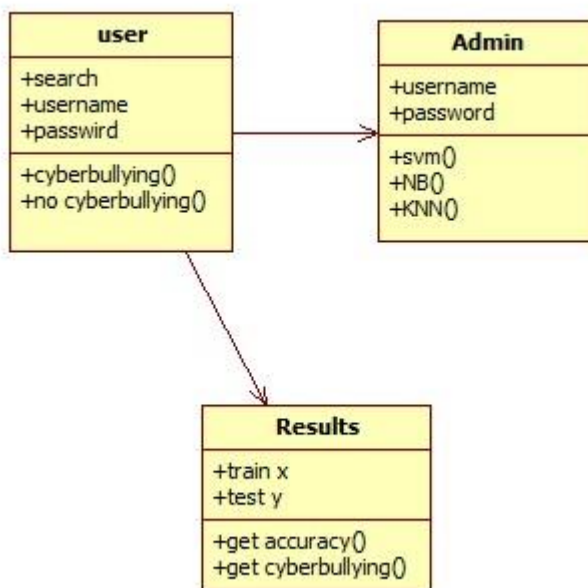 user
+search
+username
+passwird
+cyberbullying()
+no cyberbullying()
Admin
+username
+password
+svm()
+NB()
+KNN()
Results
+train x
+test y
+get accuracy()
+get cyberbullying()